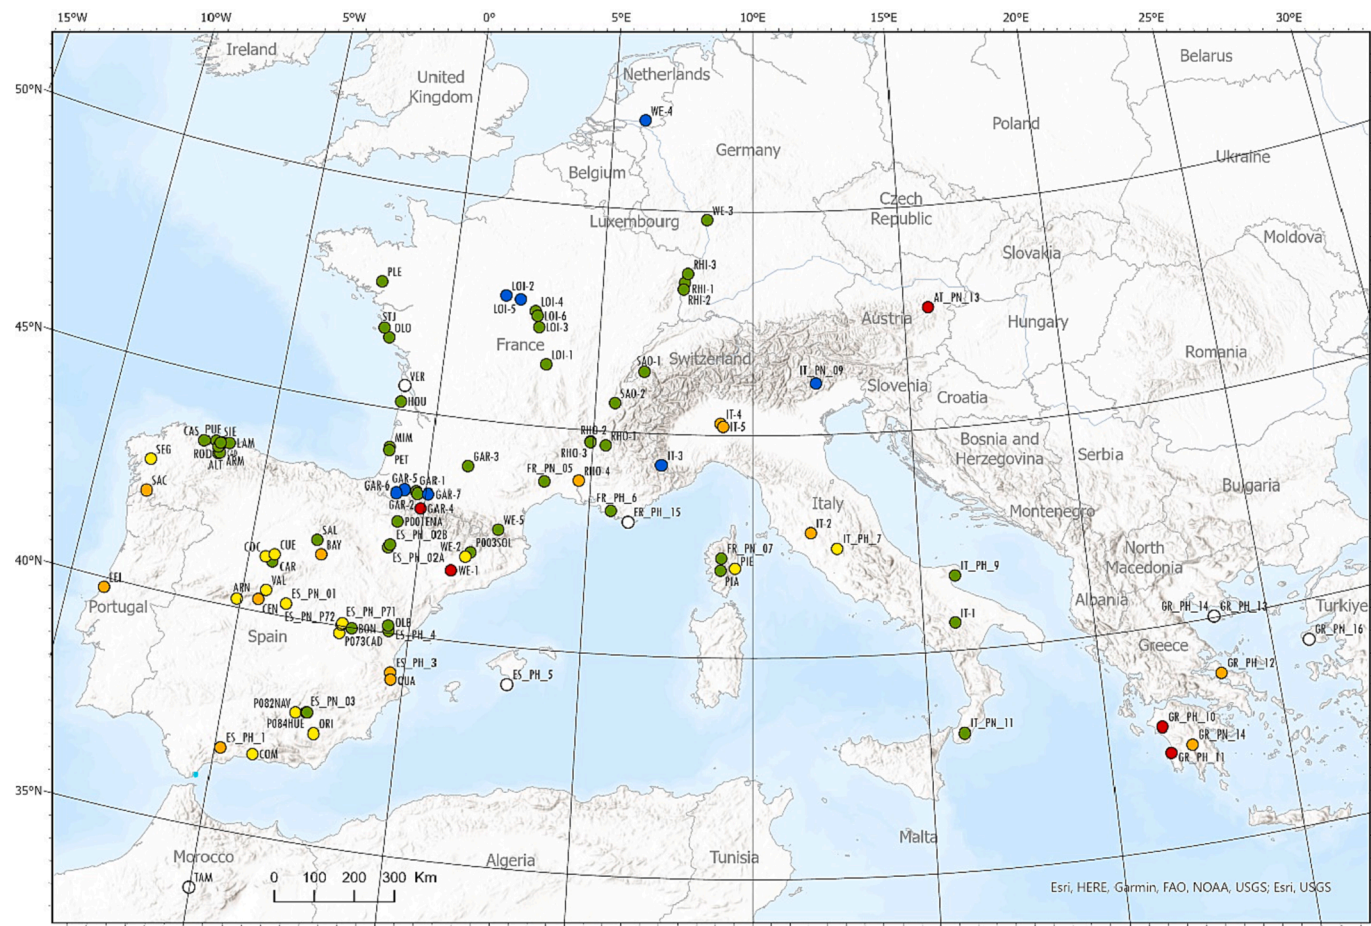 15°W 10°W 5°W 0° 5°E 10°E 15°E 20°E 25°E 30°E
Ireland
Belarus
United
Kingdom
Netherlands
50°N
WE-4
Poland
Germany
Ukraine
Belgium
Czech
Republic
WE-3
Luxembourg
Moldova
Slovakia
RHI-3
PLE
RHI-1
LOI-2
RHI-2
AT_PN_13
LOI-5
LOI-4
LOI-6
STJ
Austria
Hungary
45°N
OLO
LOI-3
France
Romania
LOI-1
SAO-1
Switzerland
IT_PN_09
VER
Slovenia
SAO-2
Croatia
HOU
IT-4
IT-5
CAS PUE SIE
RHO-2
RHO-1
MIM
LAM
SEG
ROD
RHO-3
Bosnia and
Herzegovina
Serbia
PET
GAR-3
IT-3
ALT ARM
FR_PN_05
RHO-4
SAC
GAR-5 GAR-1
GAR-6
GAR-7
Bulgaria
FR_PH_6
Italy
GAR-2
GAR-4
Montenegro
FR_PH_15
PD01ENA
WE-5
IT-2
SAL
ES_PH_02B
IT_PH_7
CUE
BAY
WE-2
P003SOL
FR_PN_07
North
Macedonia
COC
ES_PH_02A
PIE
40°N
CAR
WE-1
IT_PH_9
LEI
PIA
VAL
ARN
ES_PN_01
Albania
Portugal
CEN
ES_PN_P71
GR_PH_14
GR_PH_13
Türkiye
ES_PN_P72
OLB
IT-1
GR_PN_16
Spain
BON
ES_PH_4
P073CAD
Greece
ES_PH_3
GR_PH_12
QUA
ES_PH_5
P082NAV
ES_PN_03
GR_PH_10
P084HUE
ORI
IT_PN_11
GR_PN_14
ES_PH_1
COM
GR_PH_11
35°N
Malta
Morocco
Algeria
Tunisia
TAM
0 100 200 300 Km
Esri, HERE, Garmin, FAO, NOAA, USGS; Esri, USGS